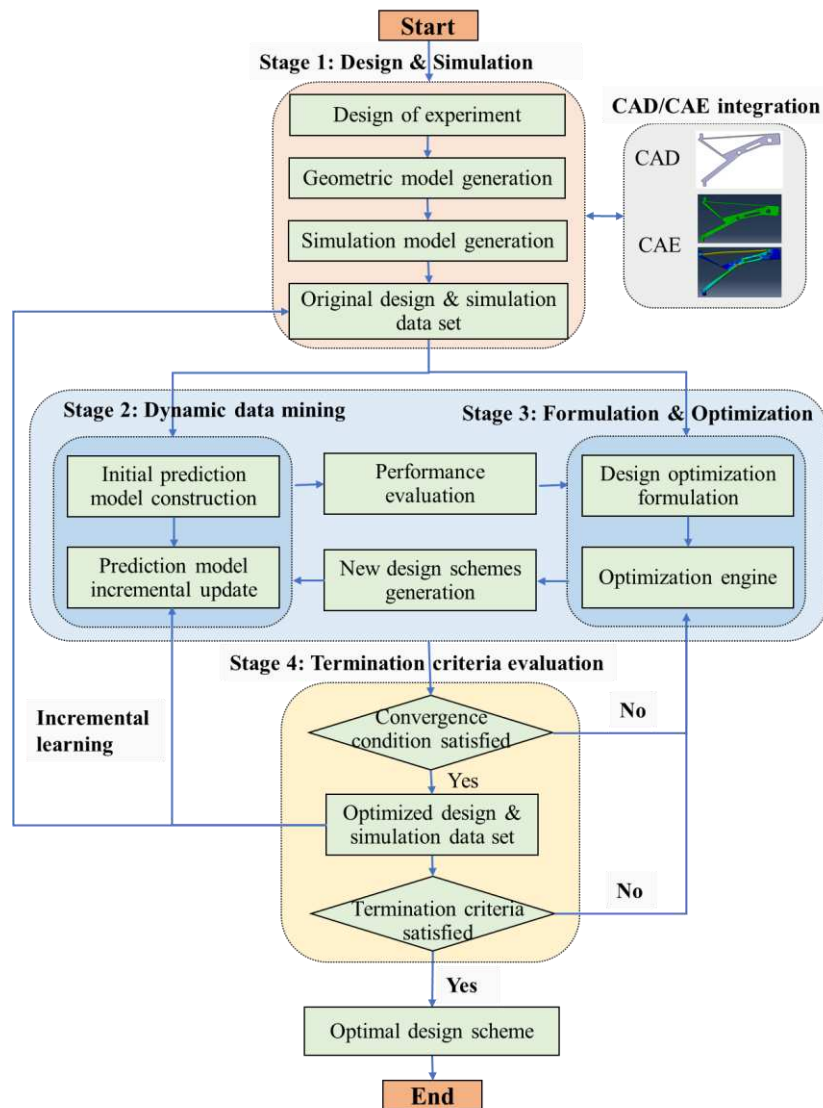 Start
Stage 1: Design & Simulation
Design of experiment
Geometric model generation
Simulation model generation
Original design & simulation
data set
CAD/CAE integration
CAD
CAE
Stage 2: Dynamic data mining
Stage 3: Formulation & Optimization
Initial prediction
model construction
Performance
evaluation
Design optimization
formulation
Prediction model
incremental update
New design schemes
generation
Optimization engine
Stage 4: Termination criteria evaluation
Incremental
learning
Convergence
condition satisfied
No
Yes
Optimized design &
simulation data set
Termination criteria
satisfied
No
Yes
Optimal design scheme
End